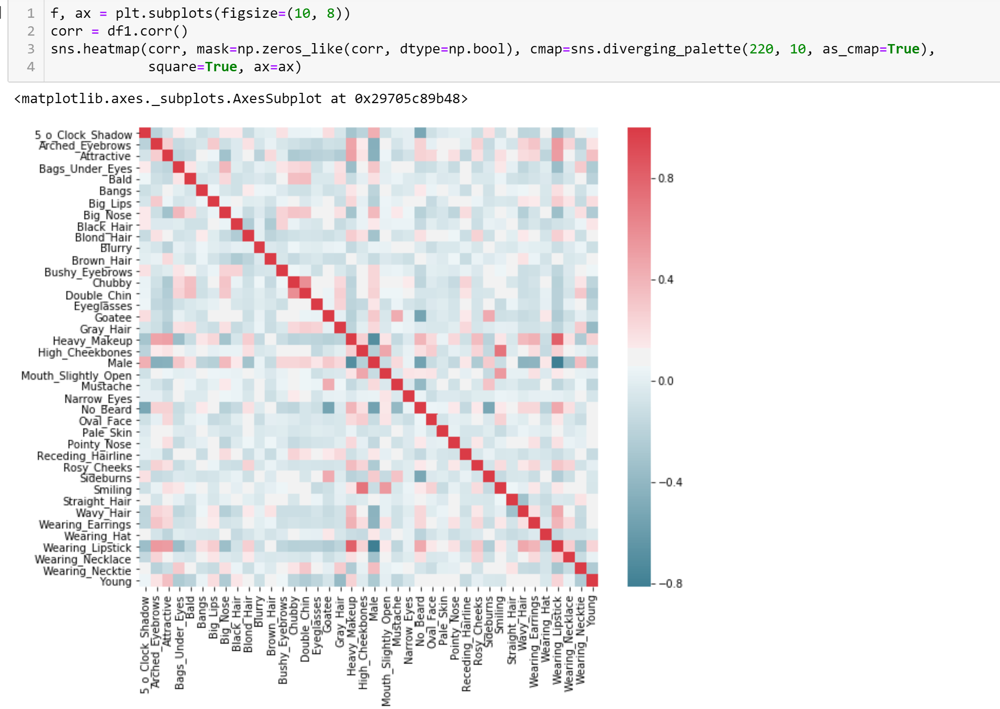 1 f, ax = plt.subplots(figsize=(10, 8))
2 corr = df1.corr()
3 sns.heatmap(corr, mask=np.zeros_like(corr, dtype=np.bool), cmap=sns.diverging_palette(220, 10, as_cmap=True),
4 square=True, ax=ax)
<matplotlib.axes._subplots.AxesSubplot at 0x29705c89b48>
5_o_Clock_Shadow
Arched_Eyebrows
Attractive
Bags_Under_Eyes
Bald
Bangs
Big_Lips
Big_Nose
Black_Hair
Blond_Hair
Blurry
Brown_Hair
Bushy_Eyebrows
Chubby
Double_Chin
Eyeglasses
Goatee
Gray_Hair
Heavy_Makeup
High_Cheekbones
Male
Mouth_Slightly_Open
Mustache
Narrow_Eyes
No_Beard
Oval_Face
Pale_Skin
Pointy_Nose
Receding_Hairline
Rosy_Cheeks
Sideburns
Smiling
Straight_Hair
Wavy_Hair
Wearing_Earrings
Wearing_Hat
Wearing_Lipstick
Wearing_Necklace
Wearing_Necktie
Young
0.8
0.4
0.0
−0.4
−0.8
5_o_Clock_Shadow
Arched_Eyebrows
Attractive
Bags_Under_Eyes
Bald
Bangs
Big_Lips
Big_Nose
Black_Hair
Blond_Hair
Blurry
Brown_Hair
Bushy_Eyebrows
Chubby
Double_Chin
Eyeglasses
Goatee
Gray_Hair
Heavy_Makeup
High_Cheekbones
Male
Mouth_Slightly_Open
Mustache
Narrow_Eyes
No_Beard
Oval_Face
Pale_Skin
Pointy_Nose
Receding_Hairline
Rosy_Cheeks
Sideburns
Smiling
Straight_Hair
Wavy_Hair
Wearing_Earrings
Wearing_Hat
Wearing_Lipstick
Wearing_Necklace
Wearing_Necktie
Young